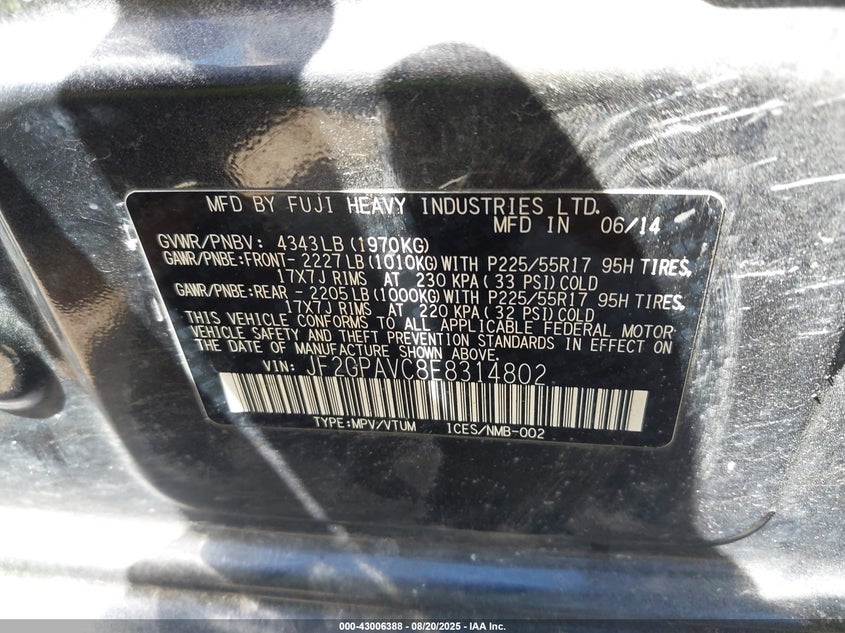 MFD BY FUJI HEAVY INDUSTRIES LTD.
MFD IN 06/14
GVWR/PNBV: 4343LB(1970KG)
GAWR/PNBE:FRONT- 2227LB(1010KG)WITH P225/55R17 95H TIRES,
17X7J RIMS AT 230 KPA(33 PSI)COLD
GAWR/PNBE:REAR - 2205LB(1000KG)WITH P225/55R17 95H TIRES,
17X7J RIMS AT 220 KPA(32 PSI)COLD
THIS VEHICLE CONFORMS TO ALL APPLICABLE FEDERAL MOTOR
VEHICLE SAFETY AND THEFT PREVENTION STANDARDS IN EFFECT ON
THE DATE OF MANUFACTURE SHOWN ABOVE.
VIN: JF2GPAVC8E8314802
TYPE:MPV/VTUM ICES/NMB-002
000-43006388 - 08/20/2025 - IAA Inc.